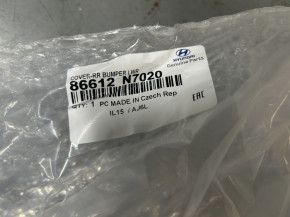 COVER-RR BUMPER LWR
86612 N7020
QTY: 1 PC MADE IN Czech Rep
IL15 / AJ6L
HYUNDAI
Genuine Parts
EAC